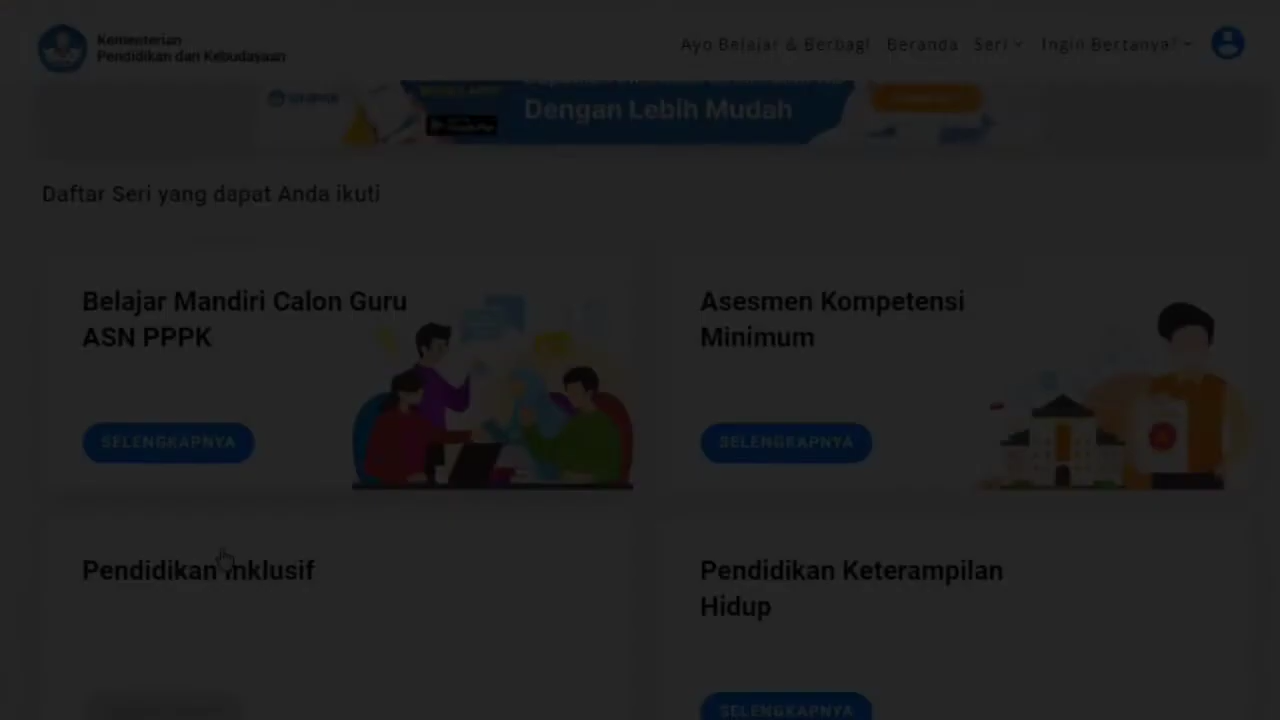 Kementerian
Pendidikan dan Kebudayaan
Ayo Belajar & Berbagi Beranda Seri Ingin Bertanya?
Dengan Lebih Mudah
Daftar Seri yang dapat Anda ikuti
Belajar Mandiri Calon Guru
ASN PPPK
SELENGKAPNYA
Asesmen Kompetensi
Minimum
SELENGKAPNYA
Pendidikan Inklusif
Pendidikan Keterampilan
Hidup
SELENGKAPNYA